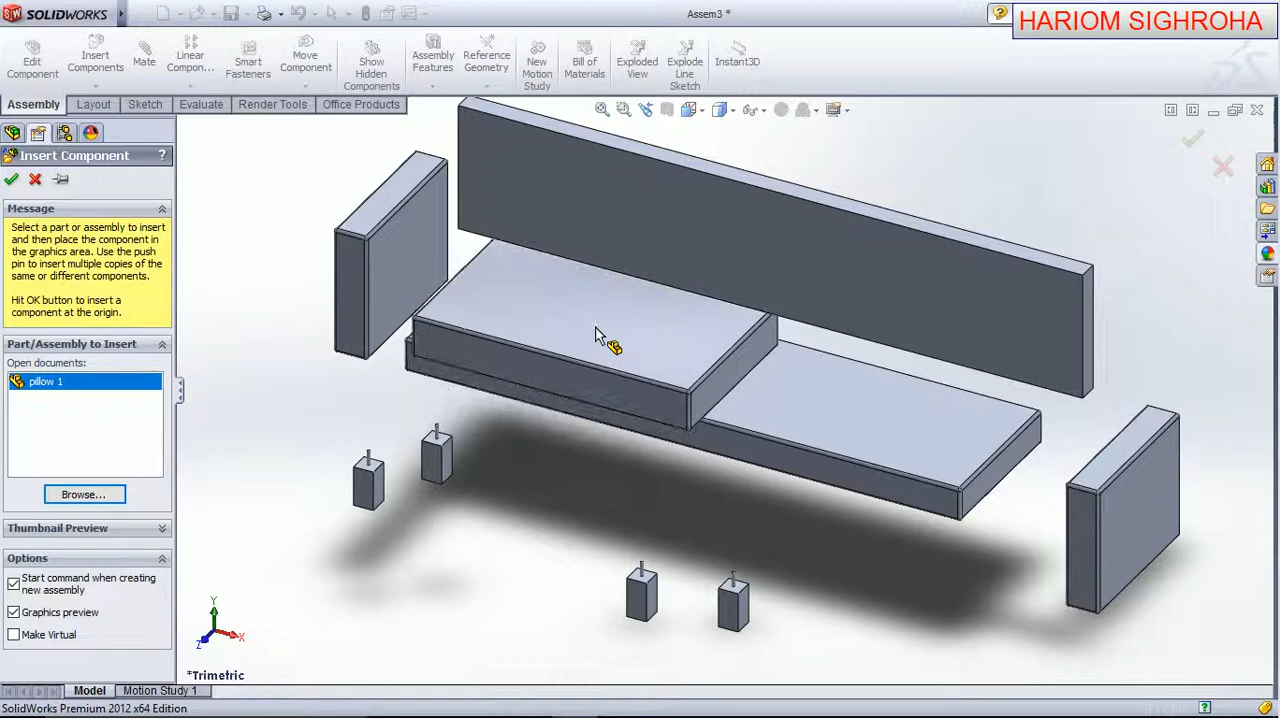 SOLIDWORKS
Assem3 *
HARIOM SIGHROHA
Edit Component
Insert Components
Mate
Linear Compon...
Smart Fasteners
Move Component
Show Hidden Components
Assembly Features
Reference Geometry
New Motion Study
Bill of Materials
Exploded View
Explode Line Sketch
Instant3D
Assembly
Layout
Sketch
Evaluate
Render Tools
Office Products
Insert Component
?
Message
Select a part or assembly to insert
and then place the component in
the graphics area. Use the push
pin to insert multiple copies of the
same or different components.
Hit OK button to insert a
component at the origin.
Part/Assembly to Insert
Open documents:
pillow 1
Browse...
Thumbnail Preview
Options
Start command when creating
new assembly
Graphics preview
Make Virtual
Y
X
Z
*Trimetric
Model
Motion Study 1
SolidWorks Premium 2012 x64 Edition